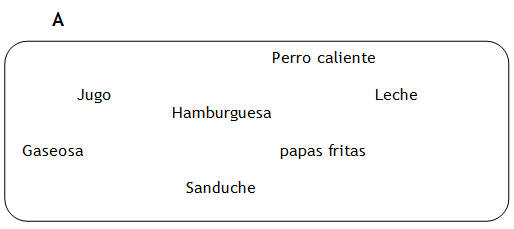 A
Perro caliente
Jugo
Leche
Hamburguesa
Gaseosa
papas fritas
Sanduche